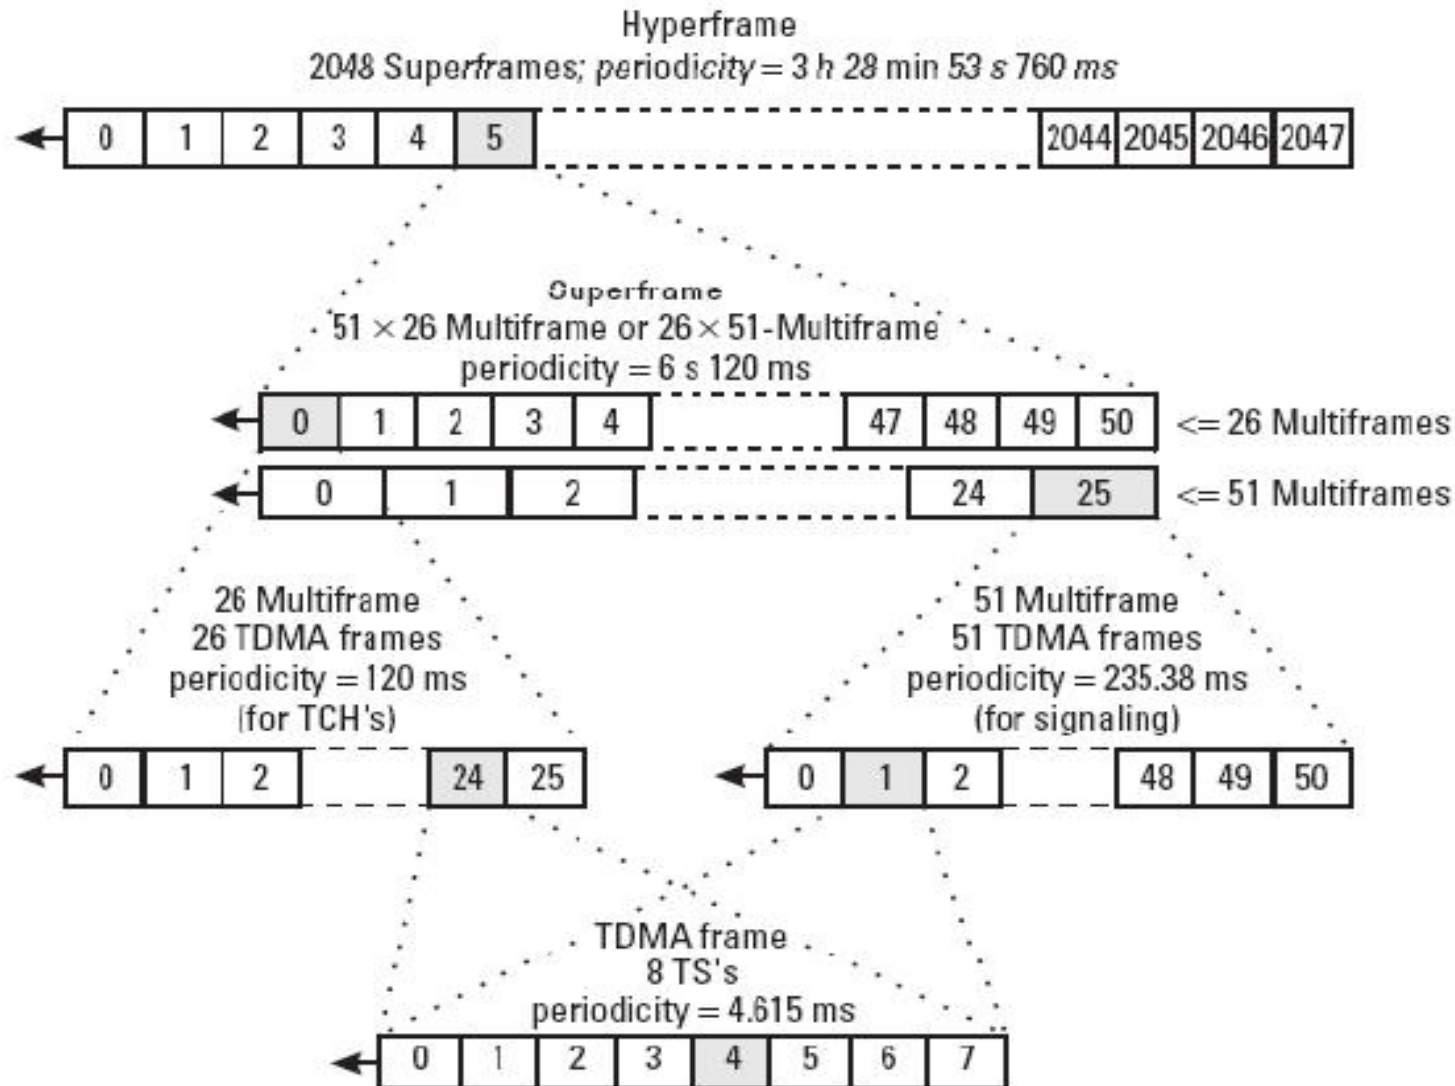 Hyperframe
2048 Superframes; periodicity = 3 h 28 min 53 s 760 ms
0 1 2 3 4 5 2044 2045 2046 2047
Superframe
51 × 26 Multiframe or 26 × 51-Multiframe
periodicity = 6 s 120 ms
0 1 2 3 4 47 48 49 50 <= 26 Multiframes
0 1 2 24 25 <= 51 Multiframes
26 Multiframe
26 TDMA frames
periodicity = 120 ms
(for TCH's)
51 Multiframe
51 TDMA frames
periodicity = 235.38 ms
(for signaling)
0 1 2 24 25
0 1 2 48 49 50
TDMA frame
8 TS's
periodicity = 4.615 ms
0 1 2 3 4 5 6 7